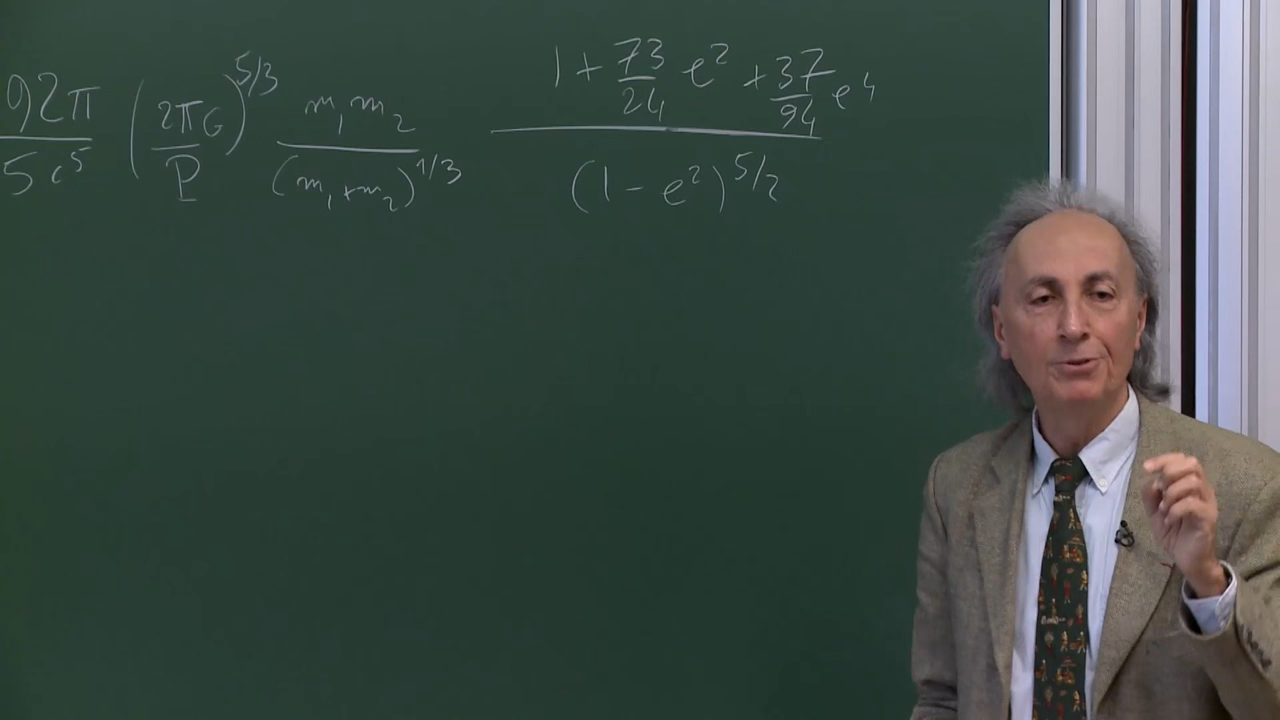 92π/5c⁵ (2πG/P)^5/3 m₁m₂/(m₁+m₂)^1/3 1+73/24 e²+37/94 e⁴/(1-e²)^5/2